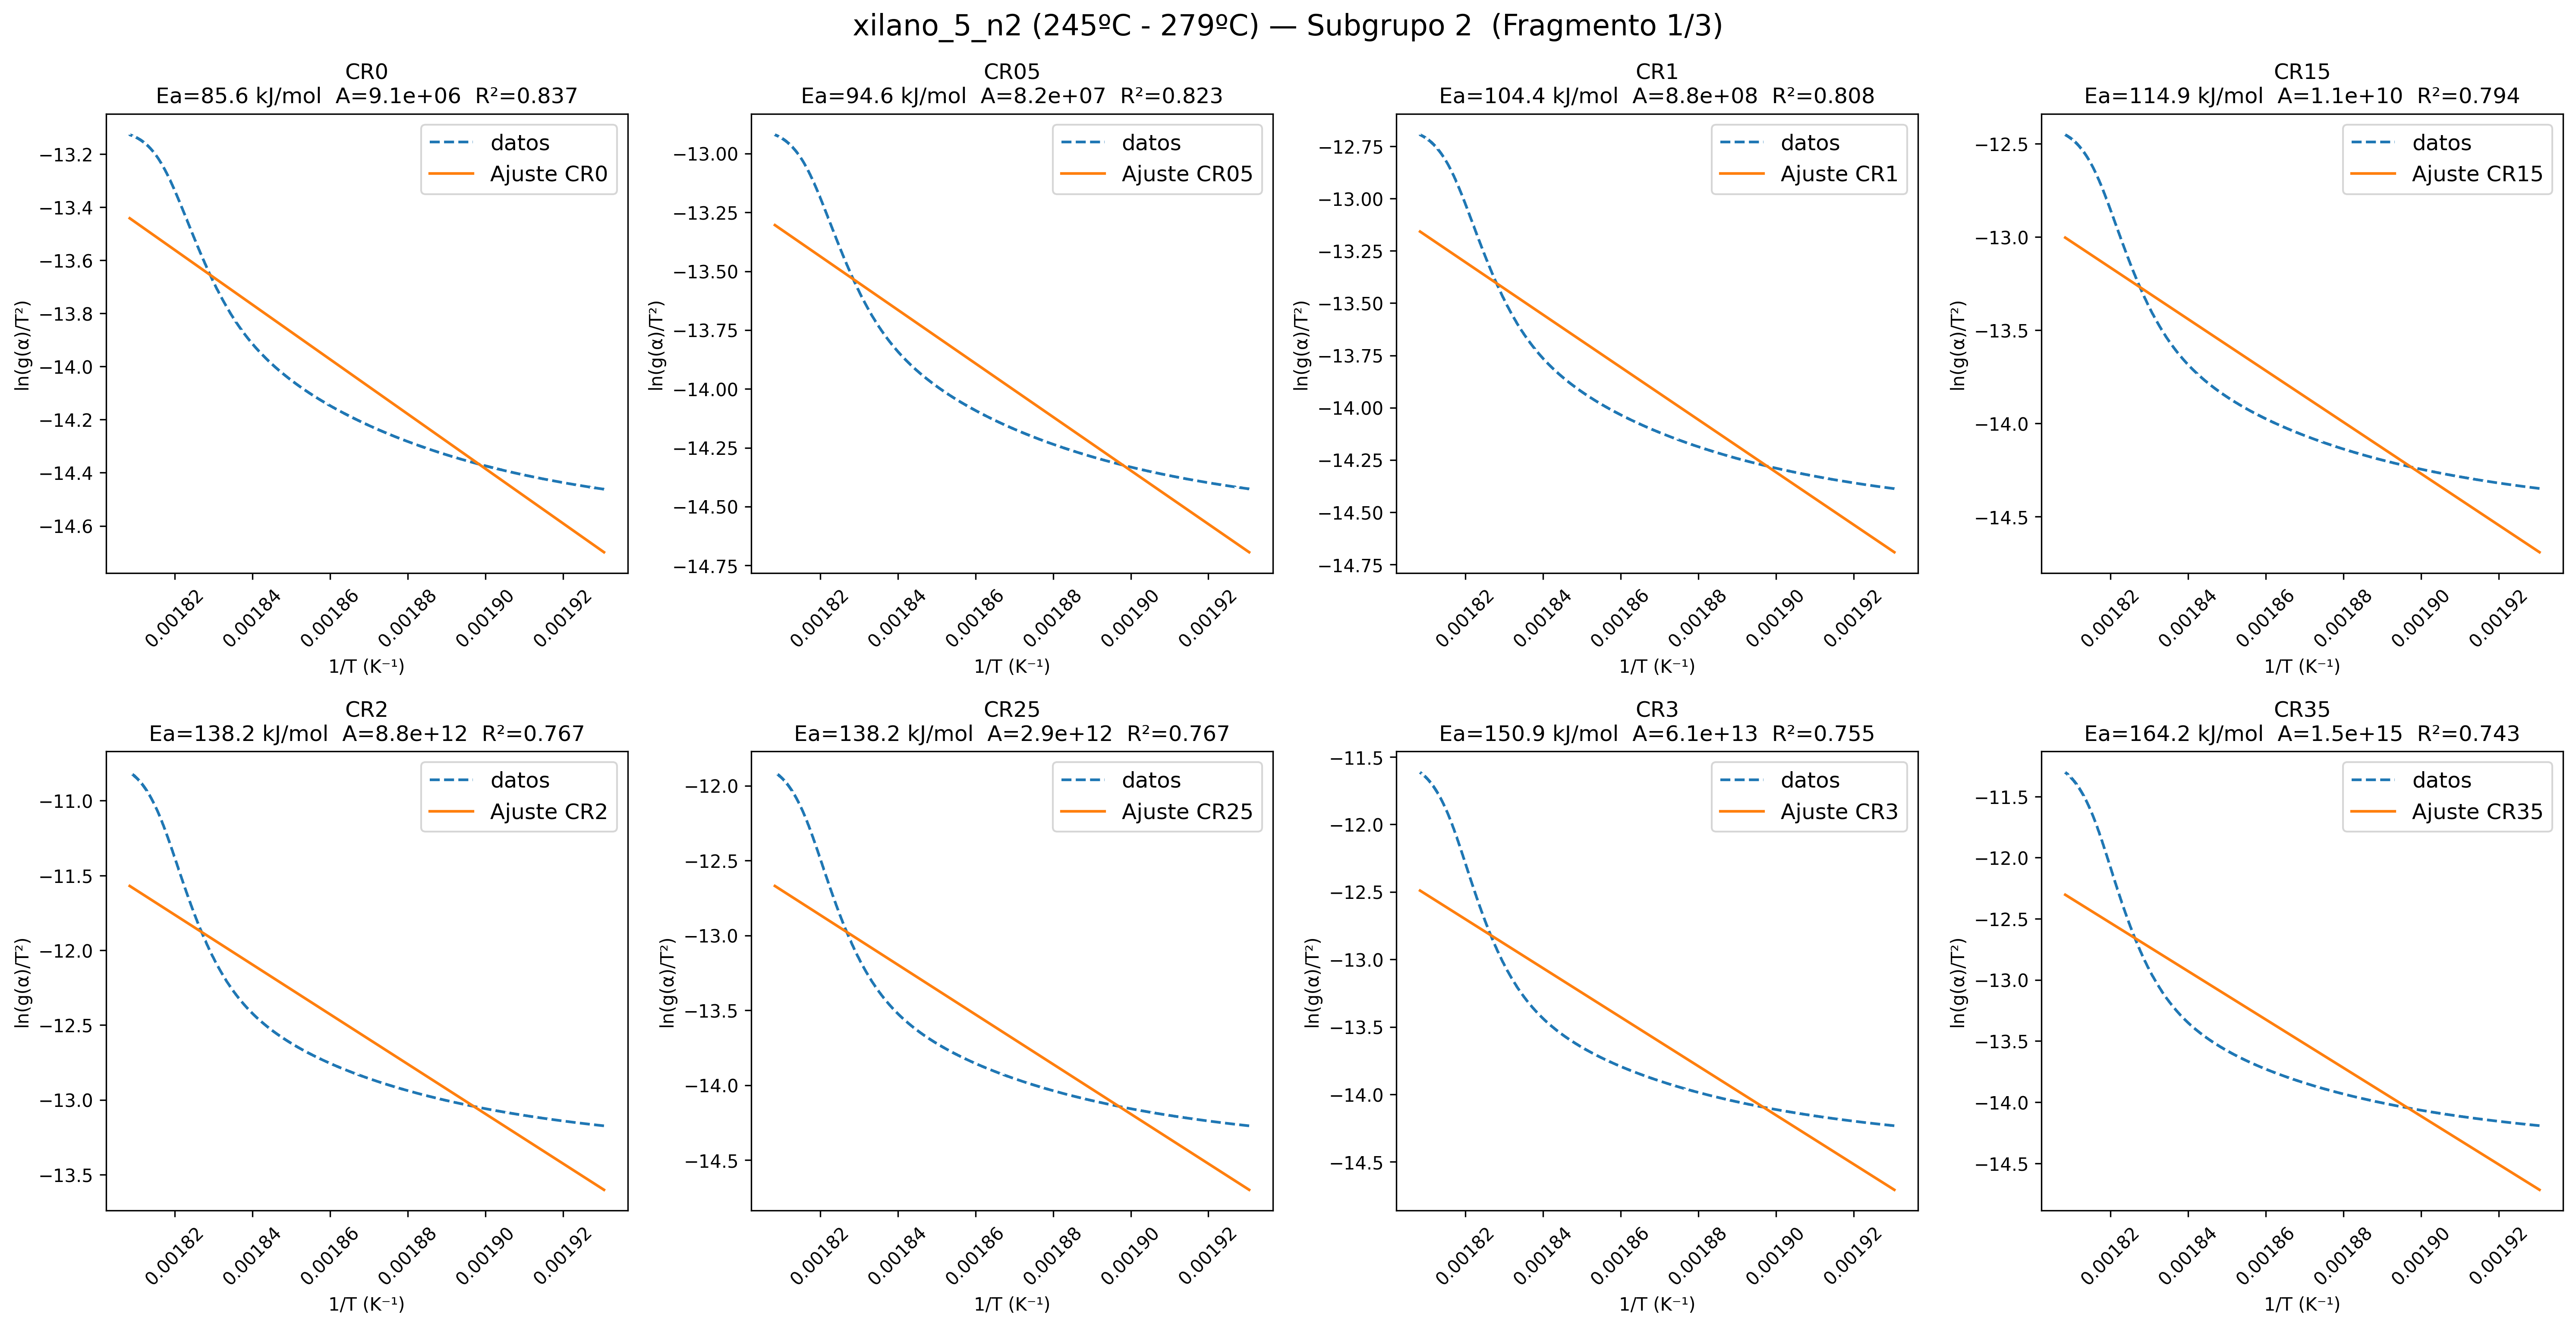 xilano_5_n2 (245ºC - 279ºC) — Subgrupo 2  (Fragmento 1/3)
CR0
Ea=85.6 kJ/mol  A=9.1e+06  R²=0.837
datos
Ajuste CR0
ln(g(α)/T²)
−13.2
−13.4
−13.6
−13.8
−14.0
−14.2
−14.4
−14.6
0.00182
0.00184
0.00186
0.00188
0.00190
0.00192
1/T (K⁻¹)
CR05
Ea=94.6 kJ/mol  A=8.2e+07  R²=0.823
datos
Ajuste CR05
ln(g(α)/T²)
−13.00
−13.25
−13.50
−13.75
−14.00
−14.25
−14.50
−14.75
0.00182
0.00184
0.00186
0.00188
0.00190
0.00192
1/T (K⁻¹)
CR1
Ea=104.4 kJ/mol  A=8.8e+08  R²=0.808
datos
Ajuste CR1
ln(g(α)/T²)
−12.75
−13.00
−13.25
−13.50
−13.75
−14.00
−14.25
−14.50
−14.75
0.00182
0.00184
0.00186
0.00188
0.00190
0.00192
1/T (K⁻¹)
CR15
Ea=114.9 kJ/mol  A=1.1e+10  R²=0.794
datos
Ajuste CR15
ln(g(α)/T²)
−12.5
−13.0
−13.5
−14.0
−14.5
0.00182
0.00184
0.00186
0.00188
0.00190
0.00192
1/T (K⁻¹)
CR2
Ea=138.2 kJ/mol  A=8.8e+12  R²=0.767
datos
Ajuste CR2
ln(g(α)/T²)
−11.0
−11.5
−12.0
−12.5
−13.0
−13.5
0.00182
0.00184
0.00186
0.00188
0.00190
0.00192
1/T (K⁻¹)
CR25
Ea=138.2 kJ/mol  A=2.9e+12  R²=0.767
datos
Ajuste CR25
ln(g(α)/T²)
−12.0
−12.5
−13.0
−13.5
−14.0
−14.5
0.00182
0.00184
0.00186
0.00188
0.00190
0.00192
1/T (K⁻¹)
CR3
Ea=150.9 kJ/mol  A=6.1e+13  R²=0.755
datos
Ajuste CR3
ln(g(α)/T²)
−11.5
−12.0
−12.5
−13.0
−13.5
−14.0
−14.5
0.00182
0.00184
0.00186
0.00188
0.00190
0.00192
1/T (K⁻¹)
CR35
Ea=164.2 kJ/mol  A=1.5e+15  R²=0.743
datos
Ajuste CR35
ln(g(α)/T²)
−11.5
−12.0
−12.5
−13.0
−13.5
−14.0
−14.5
0.00182
0.00184
0.00186
0.00188
0.00190
0.00192
1/T (K⁻¹)